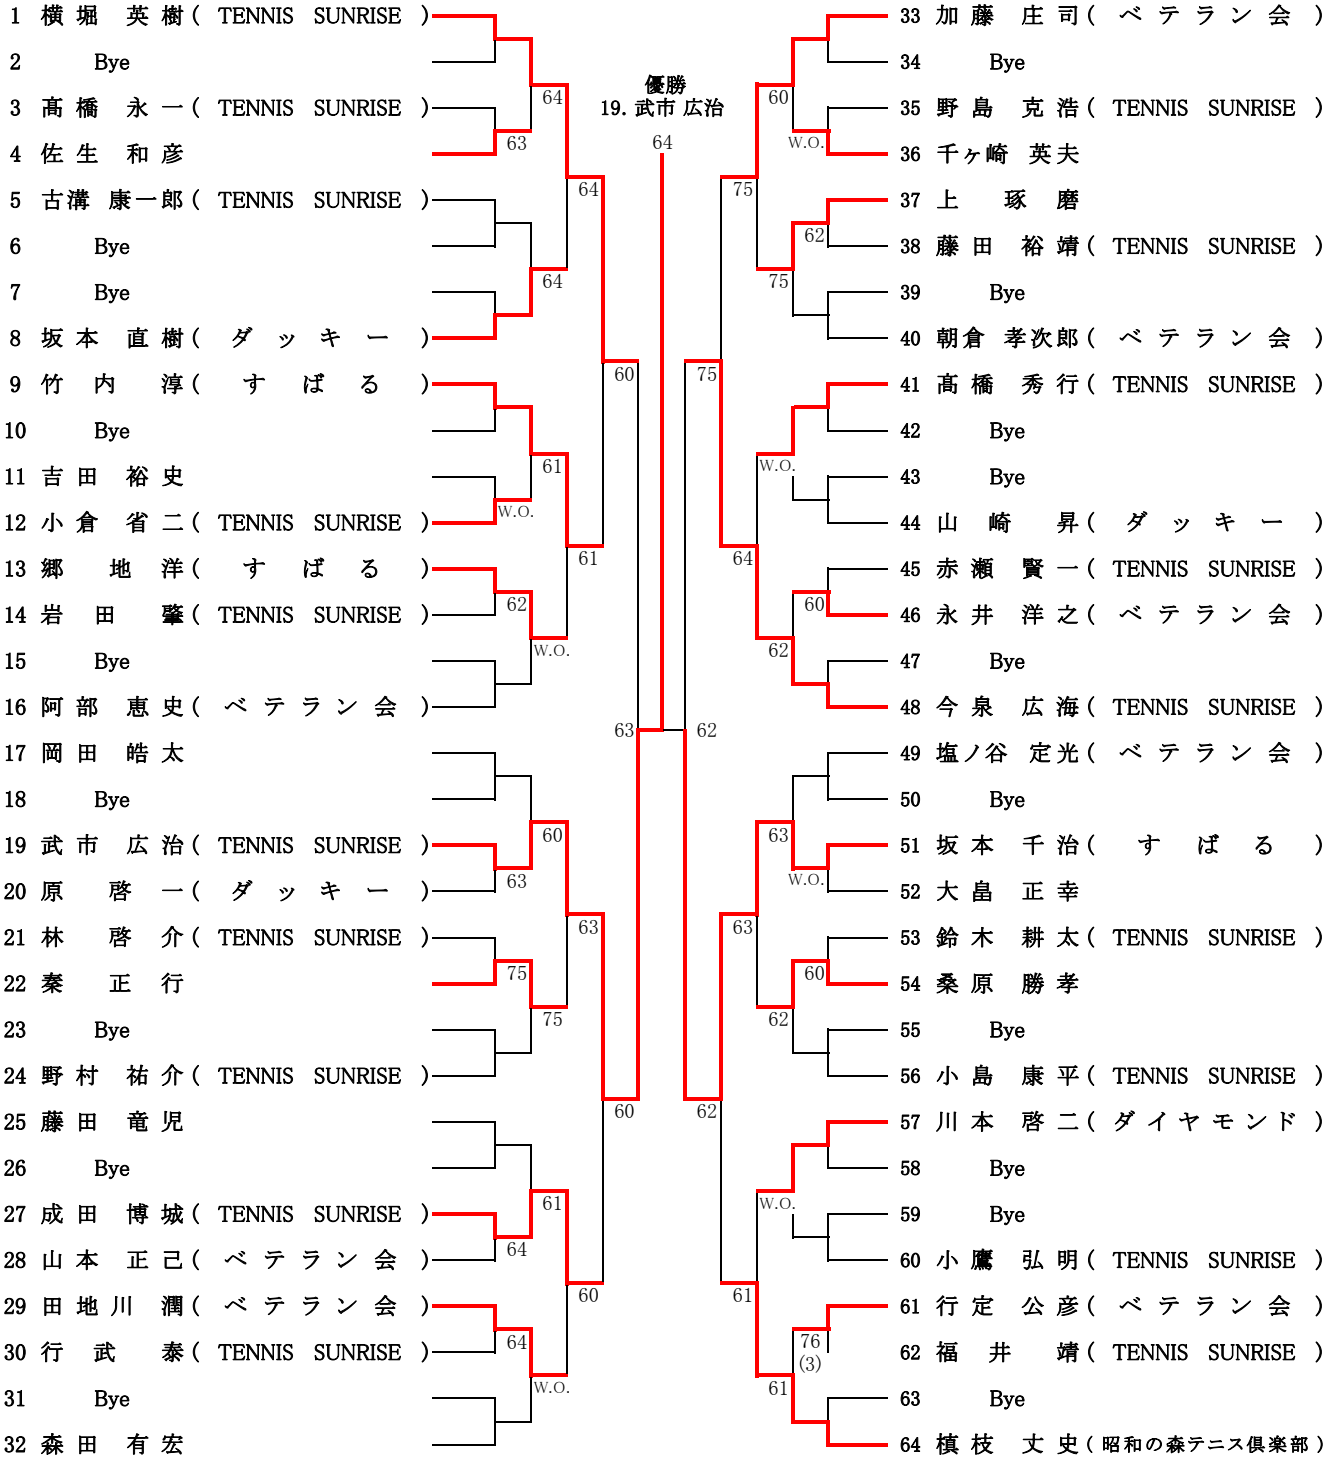 優勝
19. 武市 広治
64
1 横堀 英樹 ( TENNIS SUNRISE )
2 Bye
3 髙橋 永一 ( TENNIS SUNRISE )
4 佐生 和彦
5 古溝 康一郎 ( TENNIS SUNRISE )
6 Bye
7 Bye
8 坂本 直樹 ( ダッキー )
9 竹内 淳 ( すばる )
10 Bye
11 吉田 裕史
12 小倉 省二 ( TENNIS SUNRISE )
13 郷地 洋 ( すばる )
14 岩田 肇 ( TENNIS SUNRISE )
15 Bye
16 阿部 恵史 ( ベテラン会 )
17 岡田 皓太
18 Bye
19 武市 広治 ( TENNIS SUNRISE )
20 原 啓一 ( ダッキー )
21 林 啓介 ( TENNIS SUNRISE )
22 秦 正行
23 Bye
24 野村 祐介 ( TENNIS SUNRISE )
25 藤田 竜児
26 Bye
27 成田 博城 ( TENNIS SUNRISE )
28 山本 正己 ( ベテラン会 )
29 田地川 潤 ( ベテラン会 )
30 行武 泰 ( TENNIS SUNRISE )
31 Bye
32 森田 有宏
63
W.O.
62
63
75
64
64
64
64
61
W.O.
60
75
61
W.O.
64
61
63
60
60
60
63
33 加藤 庄司 ( ベテラン会 )
34 Bye
35 野島 克浩 ( TENNIS SUNRISE )
36 千ヶ崎 英夫
37 上 琢磨
38 藤田 裕靖 ( TENNIS SUNRISE )
39 Bye
40 朝倉 孝次郎 ( ベテラン会 )
41 髙橋 秀行 ( TENNIS SUNRISE )
42 Bye
43 Bye
44 山崎 昇 ( ダッキー )
45 赤瀬 賢一 ( TENNIS SUNRISE )
46 永井 洋之 ( ベテラン会 )
47 Bye
48 今泉 広海 ( TENNIS SUNRISE )
49 塩ノ谷 定光 ( ベテラン会 )
50 Bye
51 坂本 千治 ( すばる )
52 大畠 正幸
53 鈴木 耕太 ( TENNIS SUNRISE )
54 桑原 勝孝
55 Bye
56 小島 康平 ( TENNIS SUNRISE )
57 川本 啓二 ( ダイヤモンド )
58 Bye
59 Bye
60 小鷹 弘明 ( TENNIS SUNRISE )
61 行定 公彦 ( ベテラン会 )
62 福井 靖 ( TENNIS SUNRISE )
63 Bye
64 槙枝 丈史 ( 昭和の森テニス倶楽部 )
W.O.
62
60
W.O.
60
76
(3)
60
75
W.O.
62
63
62
W.O.
61
75
64
63
61
75
62
62